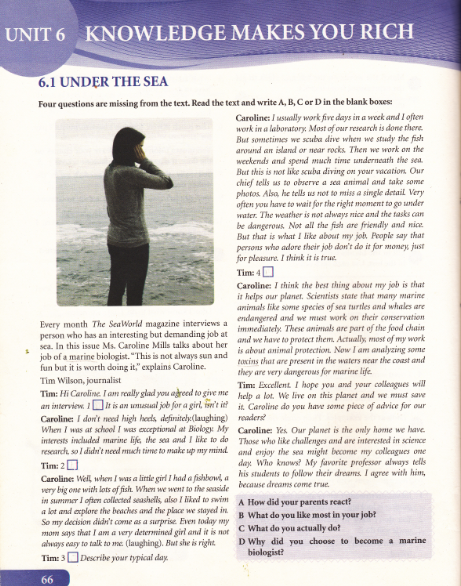 UNIT 6 KNOWLEDGE MAKES YOU RICH
6.1 UNDER THE SEA
Four questions are missing from the text. Read the text and write A, B, C or D in the blank boxes:
Every month The SeaWorld magazine interviews a
person who has an interesting but demanding job at
sea. In this issue Ms. Caroline Mills talks about her
job of a marine biologist. "This is not always sun and
fun but it is worth doing it," explains Caroline.
Tim Wilson, journalist
Tim: Hi Caroline. I am really glad you agreed to give me
an interview. 1 It is an unusual job for a girl, isn't it?
Caroline: I don't need high heels, definitely.(laughing)
When I was at school I was exceptional at Biology. My
interests included marine life, the sea and I like to do
research, so I didn't need much time to make up my mind.
Tim: 2
Caroline: Well, when I was a little girl I had a fishbowl, a
very big one with lots of fish. When we went to the seaside
in summer I often collected seashells, also I liked to swim
a lot and explore the beaches and the place we stayed in.
So my decision didn't come as a surprise. Even today my
mom says that I am a very determined girl and it is not
always easy to talk to me. (laughing). But she is right.
Tim: 3 Describe your typical day.
Caroline: I usually work five days in a week and I often
work in a laboratory. Most of our research is done there.
But sometimes we scuba dive when we study the fish
around an island or near rocks. Then we work on the
weekends and spend much time underneath the sea.
But this is not like scuba diving on your vacation. Our
chief tells us to observe a sea animal and take some
photos. Also, he tells us not to miss a single detail. Very
often you have to wait for the right moment to go under
water. The weather is not always nice and the tasks can
be dangerous. Not all the fish are friendly and nice.
But that is what I like about my job. People say that
persons who adore their job don't do it for money, just
for pleasure. I think it is true.
Tim: 4
Caroline: I think the best thing about my job is that
it helps our planet. Scientists state that many marine
animals like some species of sea turtles and whales are
endangered and we must work on their conservation
immediately. These animals are part of the food chain
and we have to protect them. Actually, most of my work
is about animal protection. Now I am analyzing some
toxins that are present in the waters near the coast and
they are very dangerous for marine life.
Tim: Excellent. I hope you and your colleagues will
help a lot. We live on this planet and we must save
it. Caroline do you have some piece of advice for our
readers?
Caroline: Yes. Our planet is the only home we have.
Those who like challenges and are interested in science
and enjoy the sea might become my colleagues one
day. Who knows? My favorite professor always tells
his students to follow their dreams. I agree with him,
because dreams come true.
A How did your parents react?
B What do you like most in your job?
C What do you actually do?
D Why did you choose to become a marine
biologist?
66